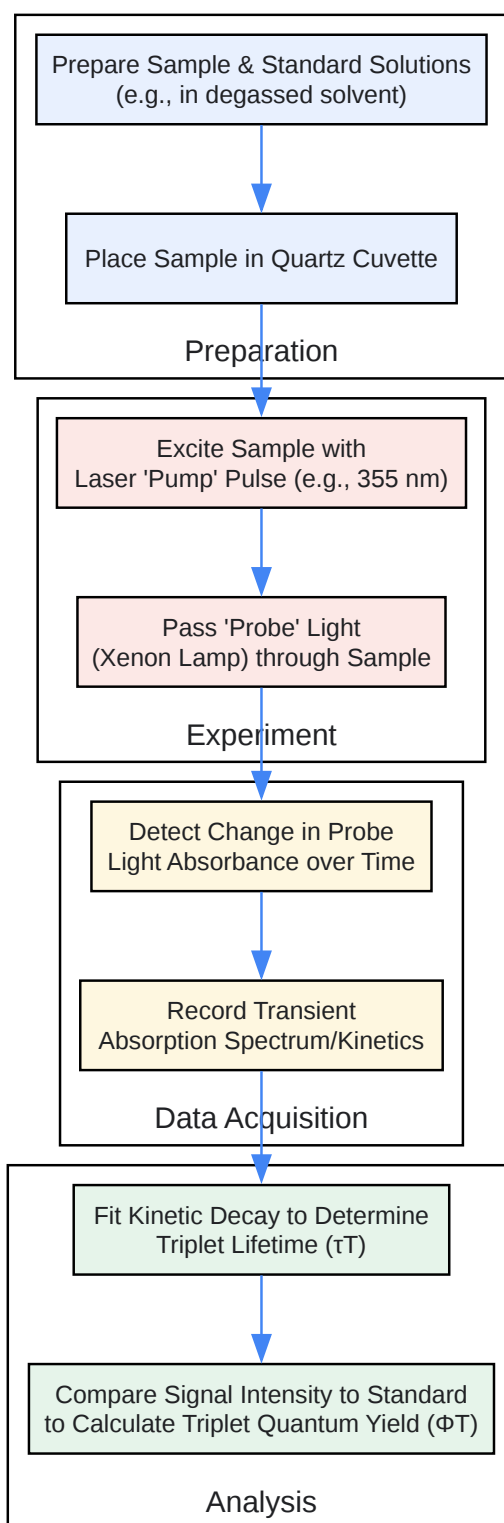 Prepare Sample & Standard Solutions
(e.g., in degassed solvent)
Place Sample in Quartz Cuvette
Preparation
Excite Sample with
Laser 'Pump' Pulse (e.g., 355 nm)
Pass 'Probe' Light
(Xenon Lamp) through Sample
Experiment
Detect Change in Probe
Light Absorbance over Time
Record Transient
Absorption Spectrum/Kinetics
Data Acquisition
Fit Kinetic Decay to Determine
Triplet Lifetime (τT)
Compare Signal Intensity to Standard
to Calculate Triplet Quantum Yield (ΦT)
Analysis